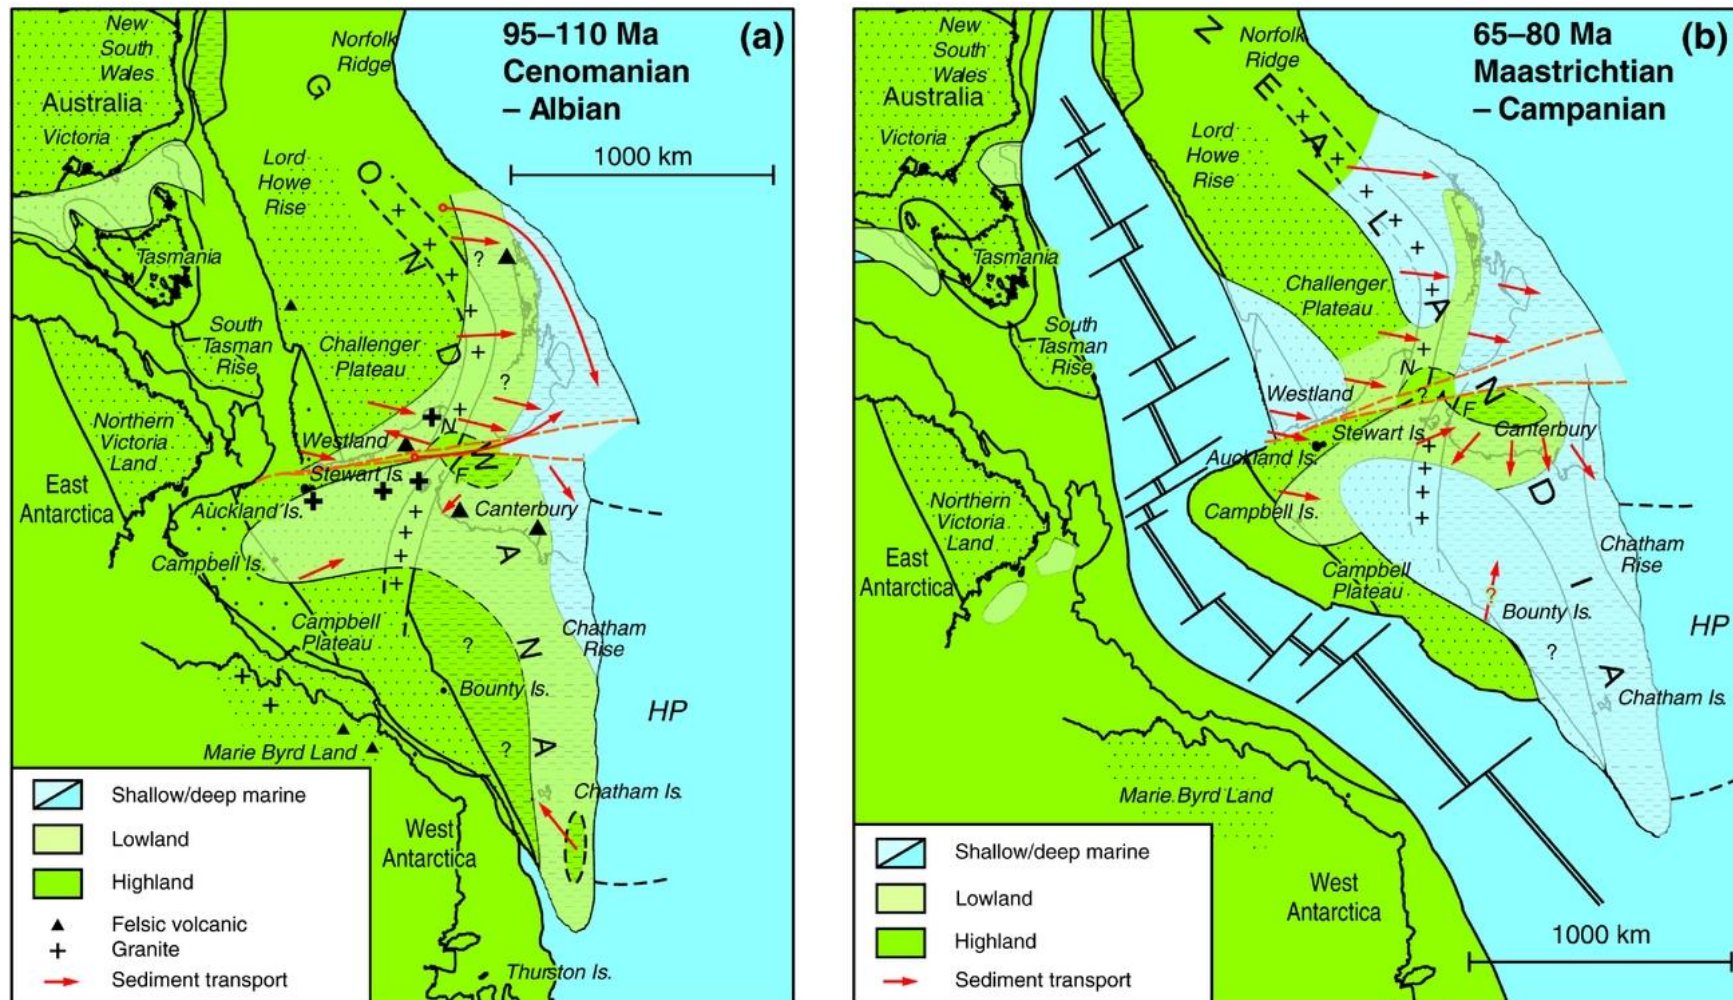 (a)
95–110 Ma
Cenomanian
– Albian
1000 km
New
South
Wales
Australia
Victoria
Norfolk
Ridge
Lord
Howe
Rise
Tasmania
South
Tasman
Rise
Challenger
Plateau
Northern
Victoria
Land
East
Antarctica
Westland
Stewart Is.
Auckland Is.
Campbell Is.
Canterbury
N
F
Campbell
Plateau
Chatham
Rise
Bounty Is.
HP
Marie Byrd Land
Chatham Is.
West
Antarctica
Thurston Is.
G
O
N
D
N
A
N
A
?
?
?
?
Shallow/deep marine
Lowland
Highland
Felsic volcanic
Granite
Sediment transport
(b)
65–80 Ma
Maastrichtian
– Campanian
New
South
Wales
Australia
Victoria
Norfolk
Ridge
Lord
Howe
Rise
Tasmania
South
Tasman
Rise
Challenger
Plateau
Westland
N
F
Stewart Is.
Canterbury
Auckland Is.
Campbell Is.
Northern
Victoria
Land
East
Antarctica
Campbell
Plateau
Chatham
Rise
Bounty Is.
HP
Chatham Is.
Marie Byrd Land
West
Antarctica
Z
E
A
L
A
N
D
I
A
?
?
?
1000 km
Shallow/deep marine
Lowland
Highland
Sediment transport